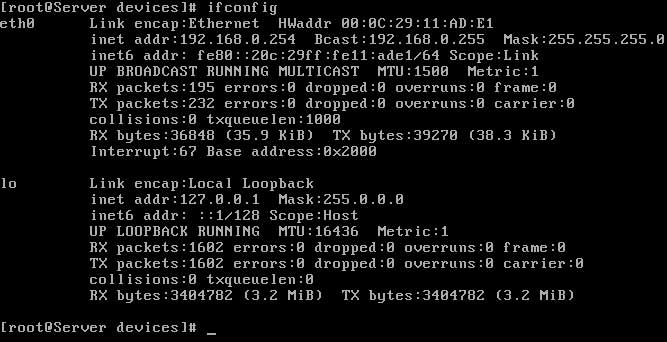 [root@Server devices]# ifconfig
eth0      Link encap:Ethernet  HWaddr 00:0C:29:11:AD:E1
          inet addr:192.168.0.254  Bcast:192.168.0.255  Mask:255.255.255.0
          inet6 addr: fe80::20c:29ff:fe11:ade1/64 Scope:Link
          UP BROADCAST RUNNING MULTICAST  MTU:1500  Metric:1
          RX packets:195 errors:0 dropped:0 overruns:0 frame:0
          TX packets:232 errors:0 dropped:0 overruns:0 carrier:0
          collisions:0 txqueuelen:1000
          RX bytes:36848 (35.9 KiB)  TX bytes:39270 (38.3 KiB)
          Interrupt:67 Base address:0x2000
lo        Link encap:Local Loopback
          inet addr:127.0.0.1  Mask:255.0.0.0
          inet6 addr: ::1/128 Scope:Host
          UP LOOPBACK RUNNING  MTU:16436  Metric:1
          RX packets:1602 errors:0 dropped:0 overruns:0 frame:0
          TX packets:1602 errors:0 dropped:0 overruns:0 carrier:0
          collisions:0 txqueuelen:0
          RX bytes:3404782 (3.2 MiB)  TX bytes:3404782 (3.2 MiB)
[root@Server devices]# _